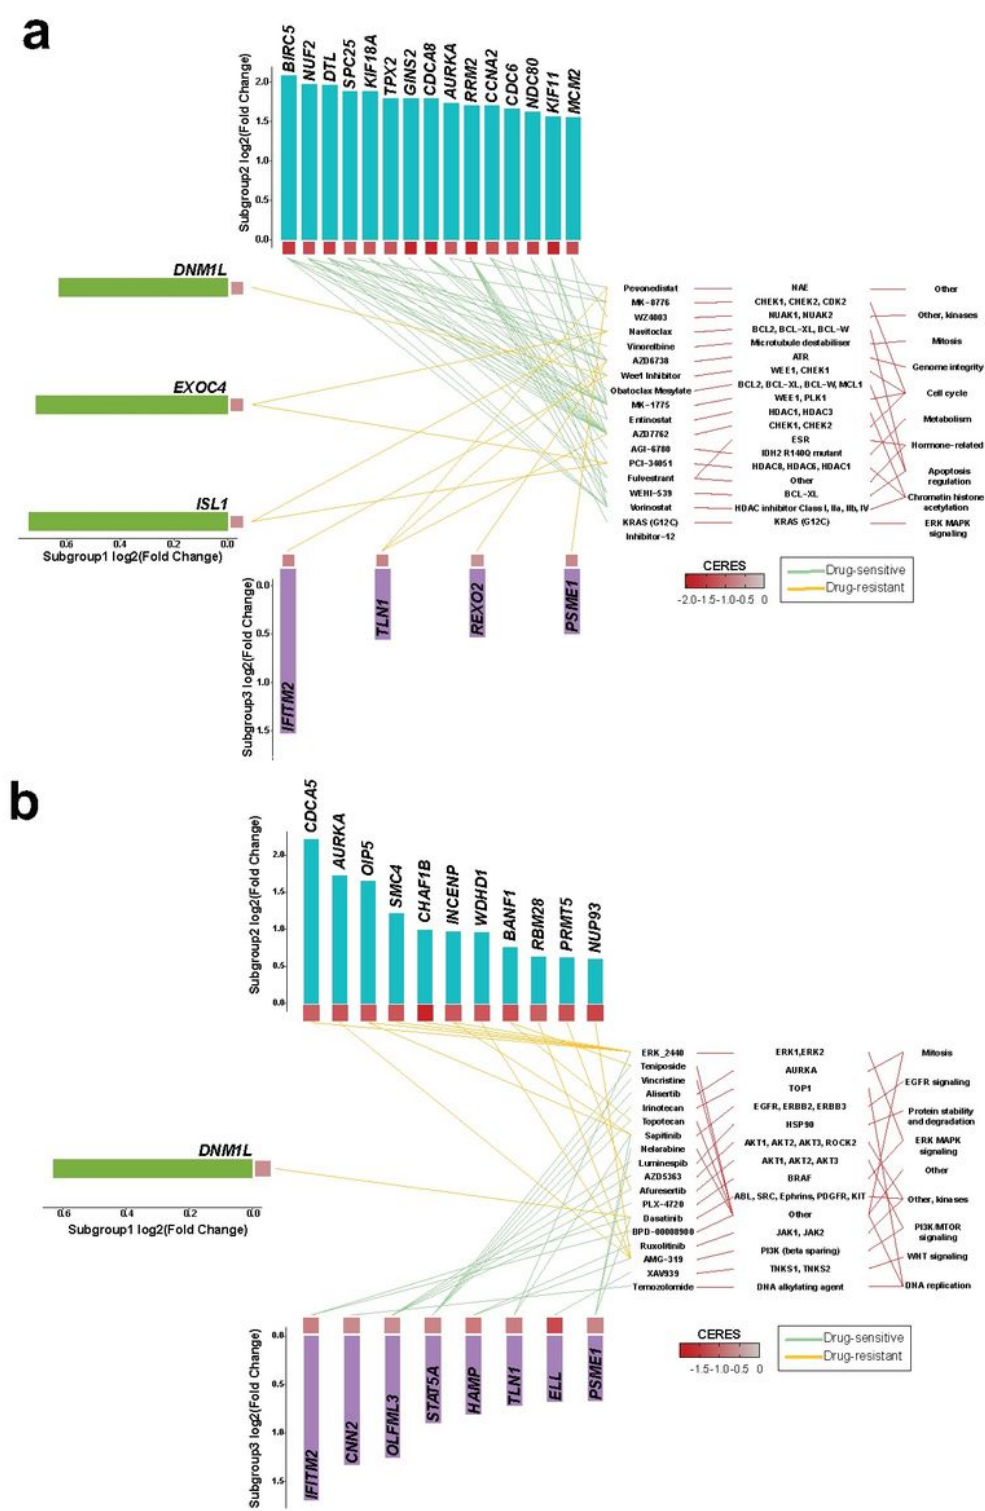 a
BIRC5
NUF2
DTL
SPC25
KIF18A
TPX2
GINS2
CDCA8
AURKA
RRM2
CCNA2
CDC6
NDC80
KIF11
MCM2
Subgroup2 log2(Fold Change)
2.0
1.5
1.0
0.5
0.0
DNM1L
EXOC4
ISL1
0.6 0.4 0.2 0.0
Subgroup1 log2(Fold Change)
Pevonedistat
MK-8776
WZ4003
Navitoclax
Vinorelbine
AZD6738
Wee1 Inhibitor
Obatoclax Mesylate
MK-1775
Entinostat
AZD7762
AGI-6780
PCI-34051
Fulvestrant
WEHI-539
Vorinostat
KRAS (G12C)
Inhibitor-12
HAE
CHEK1, CHEK2, CDK2
NUAK1, NUAK2
BCL2, BCL-XL, BCL-W
Microtubule destabiliser
ATR
WEE1, CHEK1
BCL2, BCL-XL, BCL-W, MCL1
WEE1, PLK1
HDAC1, HDAC3
CHEK1, CHEK2
ESR
IDH2 R140Q mutant
HDAC8, HDAC6, HDAC1
Other
BCL-XL
HDAC inhibitor Class I, IIa, IIb, IV
KRAS (G12C)
Other
Other, kinases
Mitosis
Genome integrity
Cell cycle
Metabolism
Hormone-related
Apoptosis
regulation
Chromatin histone
acetylation
ERK MAPK
signaling
Subgroup3 log2(Fold Change)
0.0
0.5
1.0
1.5
IFITM2
TLN1
REXO2
PSME1
CERES
-2.0-1.5-1.0-0.5 0
Drug-sensitive
Drug-resistant
b
CDCA5
AURKA
OIP5
SMC4
CHAF1B
INCENP
WDHD1
BANF1
RBM28
PRMT5
NUP93
Subgroup2 log2(Fold Change)
2.0
1.5
1.0
0.5
0.0
DNM1L
0.6 0.4 0.2 0.0
Subgroup1 log2(Fold Change)
ERK_2440
Teniposide
Vincristine
Alisertib
Irinotecan
Topotecan
Sapitinib
Nelarabine
Luminespib
AZD5363
Afuresertib
PLX-4720
Dasatinib
BPD-00008900
Ruxolitinib
AMG-319
XAV939
Temozolomide
ERK1,ERK2
AURKA
TOP1
EGFR, ERBB2, ERBB3
HSP90
AKT1, AKT2, AKT3, ROCK2
AKT1, AKT2, AKT3
BRAF
ABL, SRC, Ephrins, PDGFR, KIT
Other
JAK1, JAK2
PI3K (beta sparing)
TNKS1, TNKS2
DNA alkylating agent
Mitosis
EGFR signaling
Protein stability
and degradation
ERK MAPK
signaling
Other
Other, kinases
PI3K/MTOR
signaling
WNT signaling
DNA replication
Subgroup3 log2(Fold Change)
0.0
0.5
1.0
1.5
IFITM2
CNN2
OLFML3
STAT5A
HAMP
TLN1
ELL
PSME1
CERES
-1.5-1.0-0.5 0
Drug-sensitive
Drug-resistant